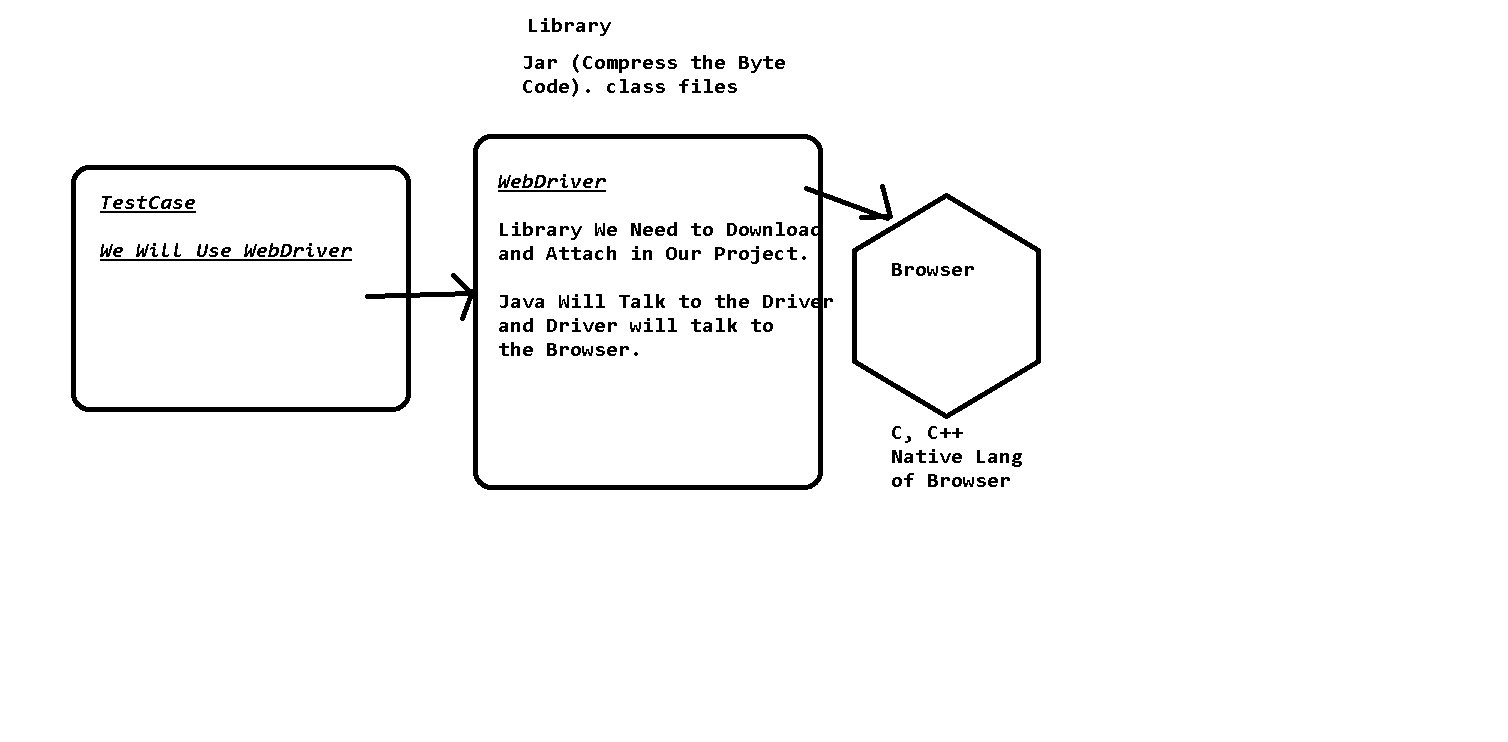 Library
Jar (Compress the Byte
Code). class files
TestCase
We Will Use WebDriver
WebDriver
Library We Need to Download
and Attach in Our Project.
Java Will Talk to the Driver
and Driver will talk to
the Browser.
Browser
C, C++
Native Lang
of Browser